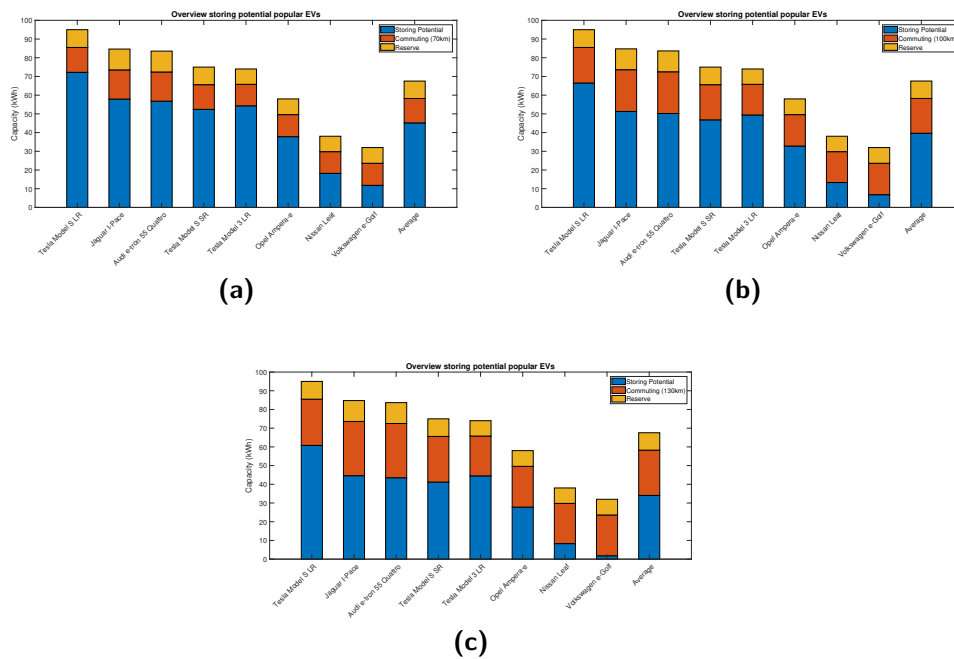 Overview storing potential popular EVs
100
90
80
70
60
50
40
30
20
10
0
Capacity (kWh)
Storing Potential
Commuting (70km)
Reserve
Tesla Model S LR
Jaguar I-Pace
Audi e-tron 55 Quattro
Tesla Model S SR
Tesla Model 3 LR
Opel Ampera-e
Nissan Leaf
Volkswagen e-Golf
Average
(a)
Overview storing potential popular EVs
100
90
80
70
60
50
40
30
20
10
0
Capacity (kWh)
Storing Potential
Commuting (100km)
Reserve
Tesla Model S LR
Jaguar I-Pace
Audi e-tron 55 Quattro
Tesla Model S SR
Tesla Model 3 LR
Opel Ampera-e
Nissan Leaf
Volkswagen e-Golf
Average
(b)
Overview storing potential popular EVs
100
90
80
70
60
50
40
30
20
10
0
Capacity (kWh)
Storing Potential
Commuting (130km)
Reserve
Tesla Model S LR
Jaguar I-Pace
Audi e-tron 55 Quattro
Tesla Model S SR
Tesla Model 3 LR
Opel Ampera-e
Nissan Leaf
Volkswagen e-Golf
Average
(c)